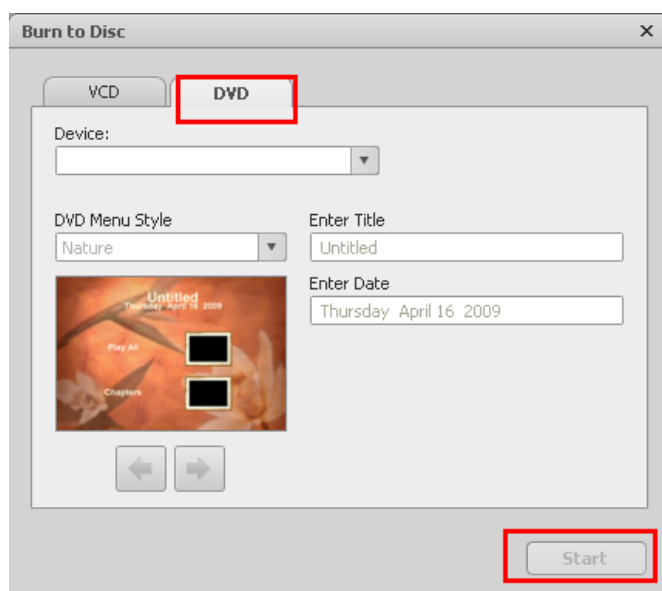 Burn to Disc
VCD
DVD
Device:
DVD Menu Style
Enter Title
Nature
Untitled
Enter Date
Thursday April 16 2009
Untitled
Thursday April 16 2009
Play All
Chapters
Start